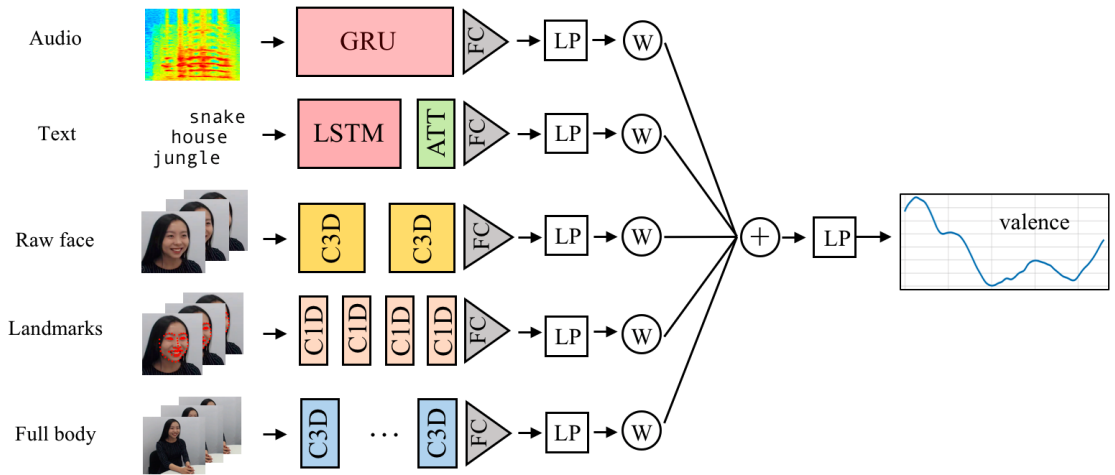 Audio
GRU
FC
LP
W
snake
house
jungle
Text
LSTM
ATT
FC
LP
W
Raw face
C3D
C3D
FC
LP
W
+
LP
valence
Landmarks
C1D
C1D
C1D
C1D
FC
LP
W
Full body
C3D
...
C3D
FC
LP
W